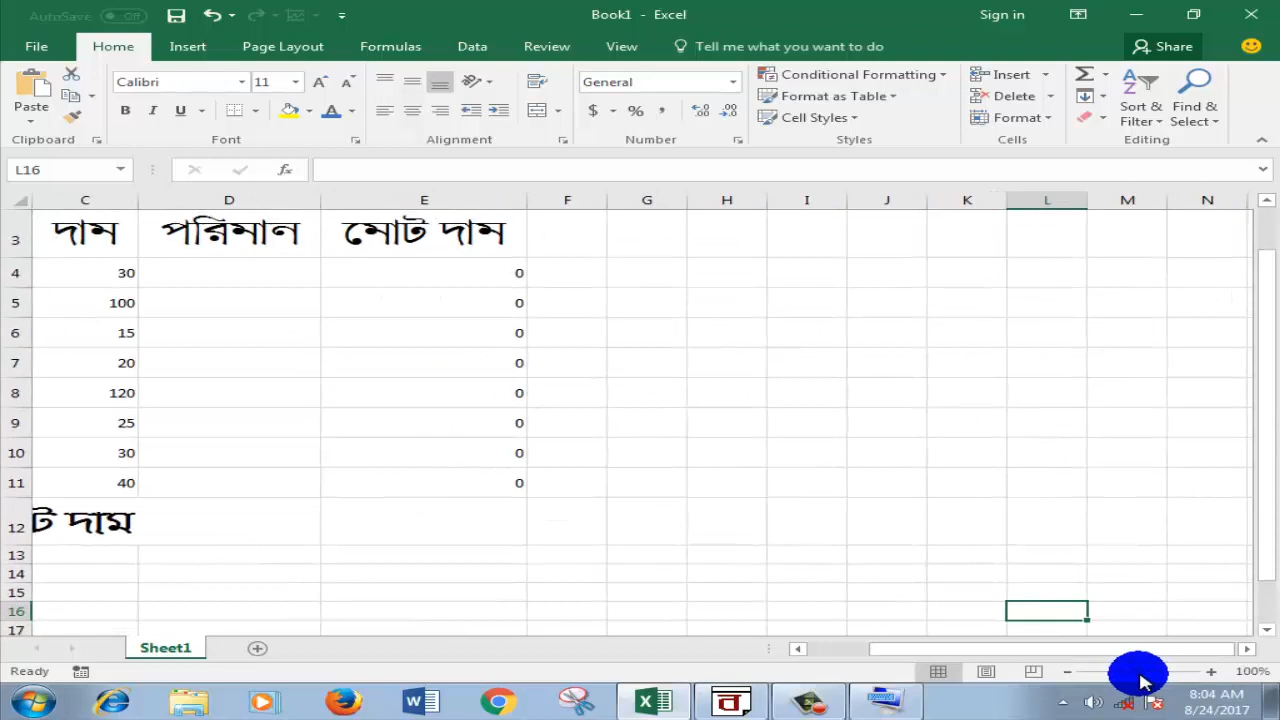 AutoSave Off Book1 - Excel Sign in
File Home Insert Page Layout Formulas Data Review View Tell me what you want to do Share
Paste Calibri 11 General Conditional Formatting Insert
Format as Table Delete Sort & Filter Find & Select
B I U $ % , Cell Styles Format
Clipboard Font Alignment Number Styles Cells Editing
L16 fx
C D E F G H I J K L M N
3 দাম পরিমান মোট দাম
4 30 0
5 100 0
6 15 0
7 20 0
8 120 0
9 25 0
10 30 0
11 40 0
12 ট দাম
13
14
15
16
17
Sheet1
Ready 100%
8:04 AM
8/24/2017